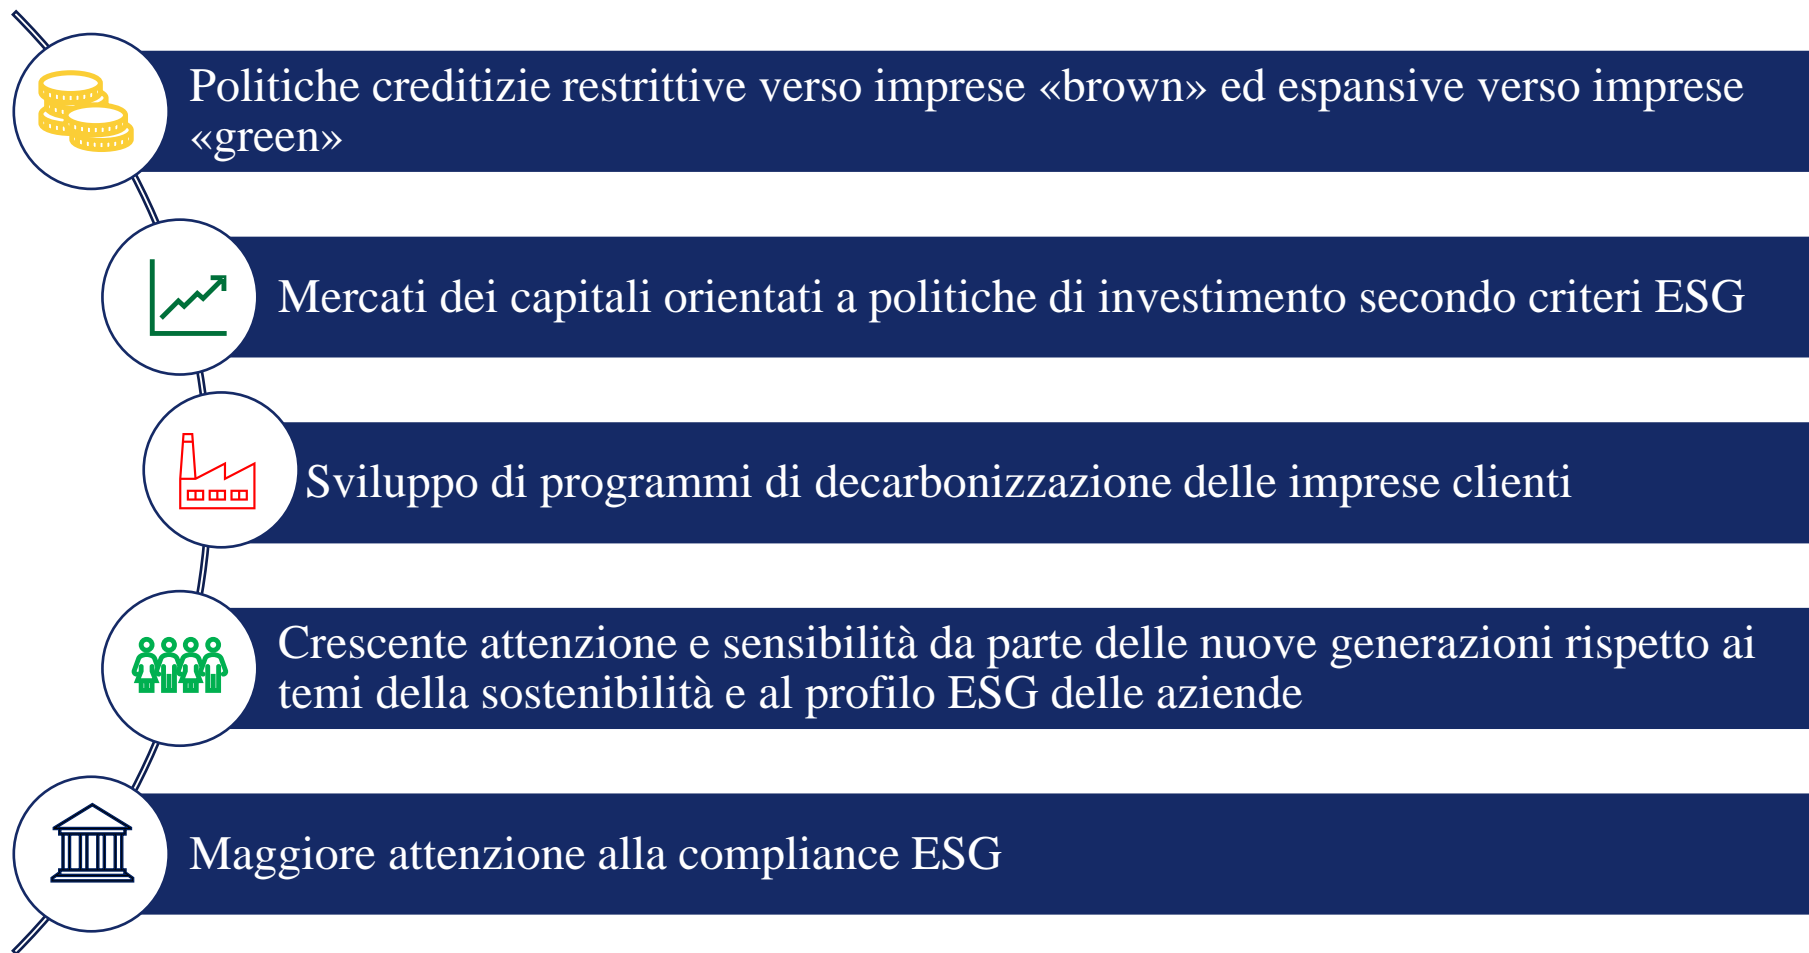 Politiche creditizie restrittive verso imprese «brown» ed espansive verso imprese
«green»
Mercati dei capitali orientati a politiche di investimento secondo criteri ESG
Sviluppo di programmi di decarbonizzazione delle imprese clienti
Crescente attenzione e sensibilità da parte delle nuove generazioni rispetto ai
temi della sostenibilità e al profilo ESG delle aziende
Maggiore attenzione alla compliance ESG